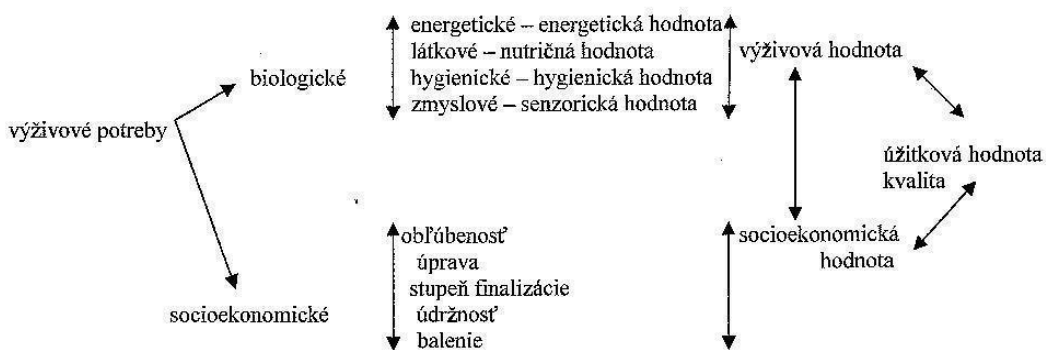 energetické – energetická hodnota
látkové – nutričná hodnota
výživová hodnota
biologické
hygienické – hygienická hodnota
zmyslové – senzorická hodnota
výživové potreby
úžitková hodnota
kvalita
obľúbenosť
socioekonomická
úprava
hodnota
stupeň finalizácie
socioekonomické
údržnosť
balenie